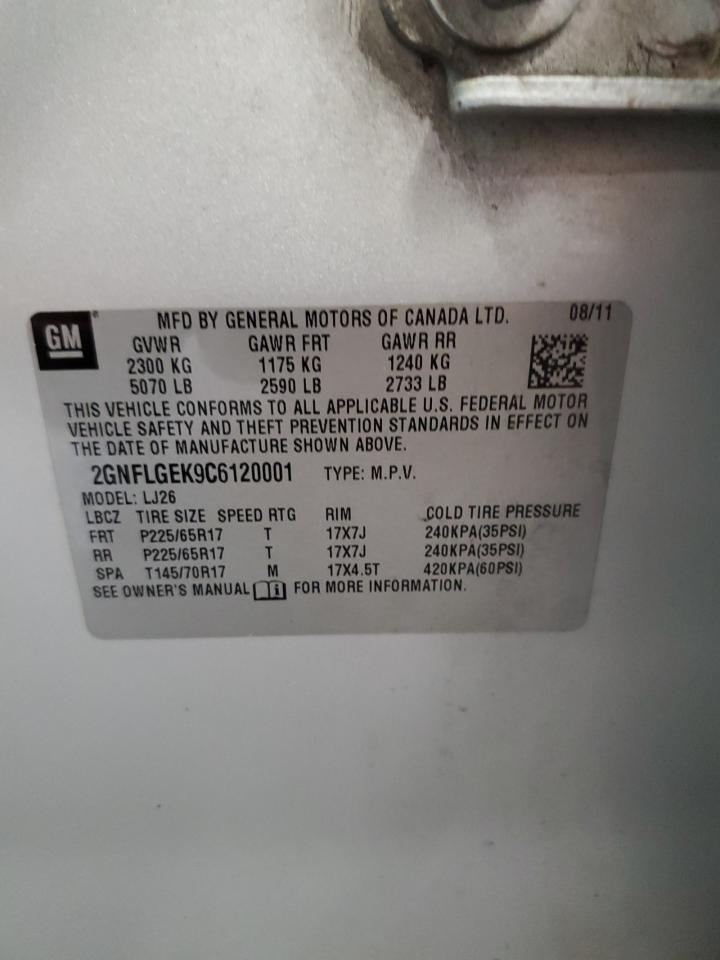 GM ® MFD BY GENERAL MOTORS OF CANADA LTD. 08/11
GVWR GAWR FRT GAWR RR
2300 KG 1175 KG 1240 KG
5070 LB 2590 LB 2733 LB
THIS VEHICLE CONFORMS TO ALL APPLICABLE U.S. FEDERAL MOTOR
VEHICLE SAFETY AND THEFT PREVENTION STANDARDS IN EFFECT ON
THE DATE OF MANUFACTURE SHOWN ABOVE.
2GNFLGEK9C6120001 TYPE: M.P.V.
MODEL: LJ26
LBCZ TIRE SIZE SPEED RTG RIM COLD TIRE PRESSURE
FRT P225/65R17 T 17X7J 240KPA(35PSI)
RR P225/65R17 T 17X7J 240KPA(35PSI)
SPA T145/70R17 M 17X4.5T 420KPA(60PSI)
SEE OWNER'S MANUAL i FOR MORE INFORMATION.